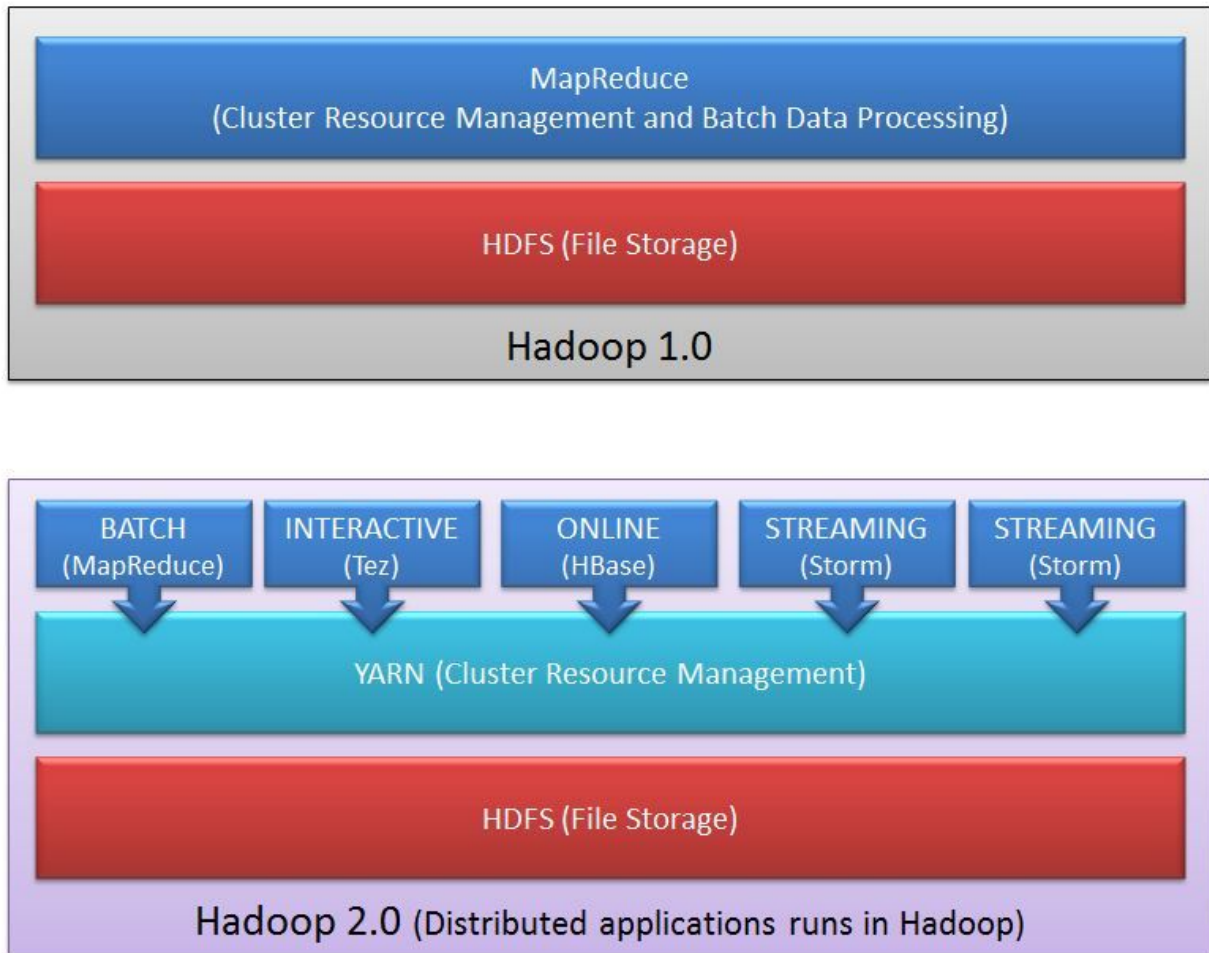 MapReduce
(Cluster Resource Management and Batch Data Processing)
HDFS (File Storage)
Hadoop 1.0
BATCH
(MapReduce)
INTERACTIVE
(Tez)
ONLINE
(HBase)
STREAMING
(Storm)
STREAMING
(Storm)
YARN (Cluster Resource Management)
HDFS (File Storage)
Hadoop 2.0 (Distributed applications runs in Hadoop)